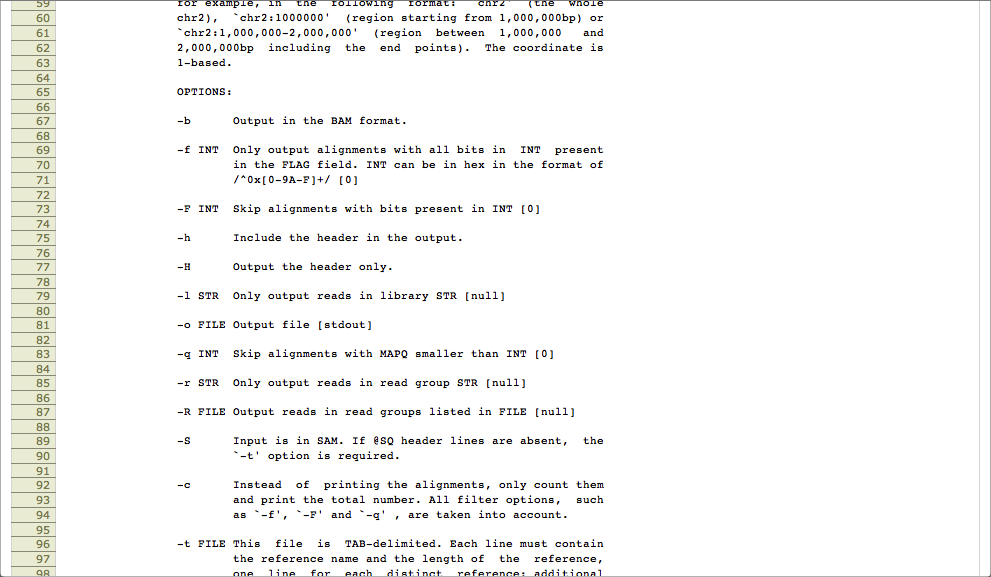 59 for example, in the following format: `chr2' (the whole
60 chr2), `chr2:1000000' (region starting from 1,000,000bp) or
61 `chr2:1,000,000-2,000,000' (region between 1,000,000 and
62 2,000,000bp including the end points). The coordinate is
63 1-based.
64
65 OPTIONS:
66
67 -b Output in the BAM format.
68
69 -f INT Only output alignments with all bits in INT present
70 in the FLAG field. INT can be in hex in the format of
71 /^0x[0-9A-F]+/ [0]
72
73 -F INT Skip alignments with bits present in INT [0]
74
75 -h Include the header in the output.
76
77 -H Output the header only.
78
79 -l STR Only output reads in library STR [null]
80
81 -o FILE Output file [stdout]
82
83 -q INT Skip alignments with MAPQ smaller than INT [0]
84
85 -r STR Only output reads in read group STR [null]
86
87 -R FILE Output reads in read groups listed in FILE [null]
88
89 -S Input is in SAM. If @SQ header lines are absent, the
90 `-t' option is required.
91
92 -c Instead of printing the alignments, only count them
93 and print the total number. All filter options, such
94 as `-f', `-F' and `-q' , are taken into account.
95
96 -t FILE This file is TAB-delimited. Each line must contain
97 the reference name and the length of the reference,
98 one line for each distinct reference; additional